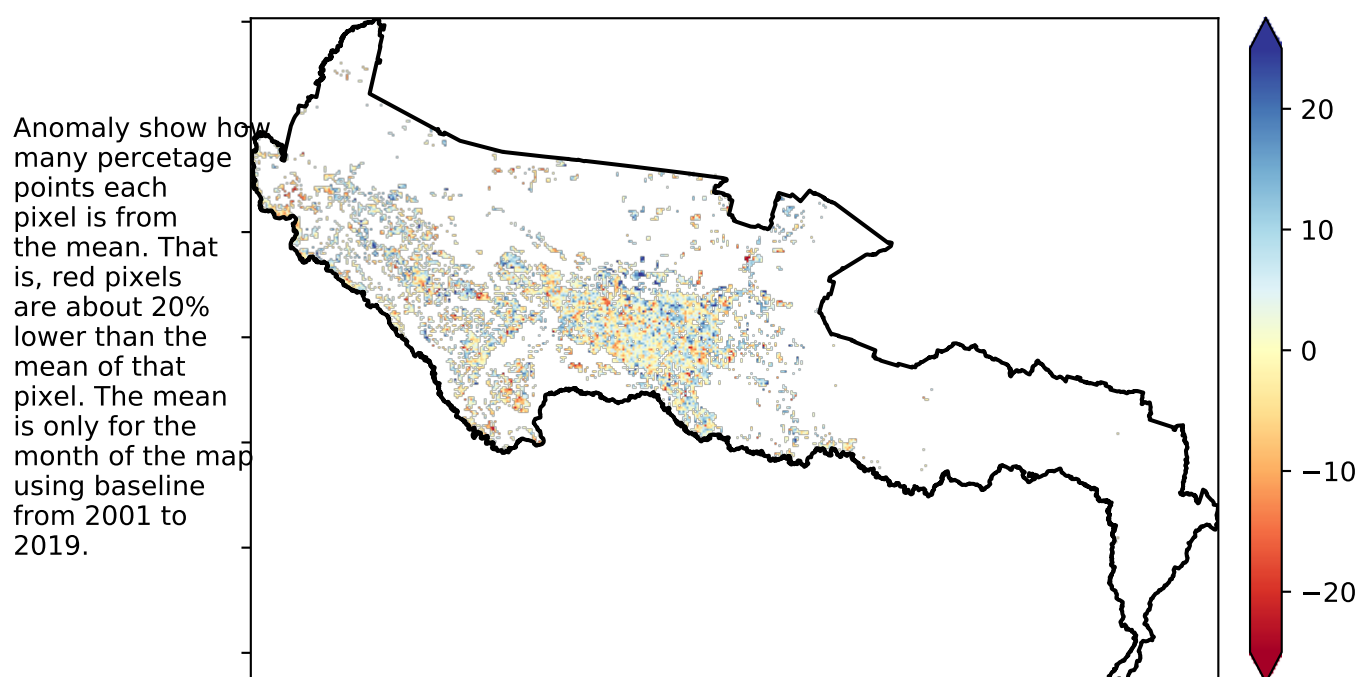 Anomaly show how
many percetage
points each
pixel is from
the mean. That
is, red pixels
are about 20%
lower than the
mean of that
pixel. The mean
is only for the
month of the map
using baseline
from 2001 to
2019.
20
10
0
−10
−20